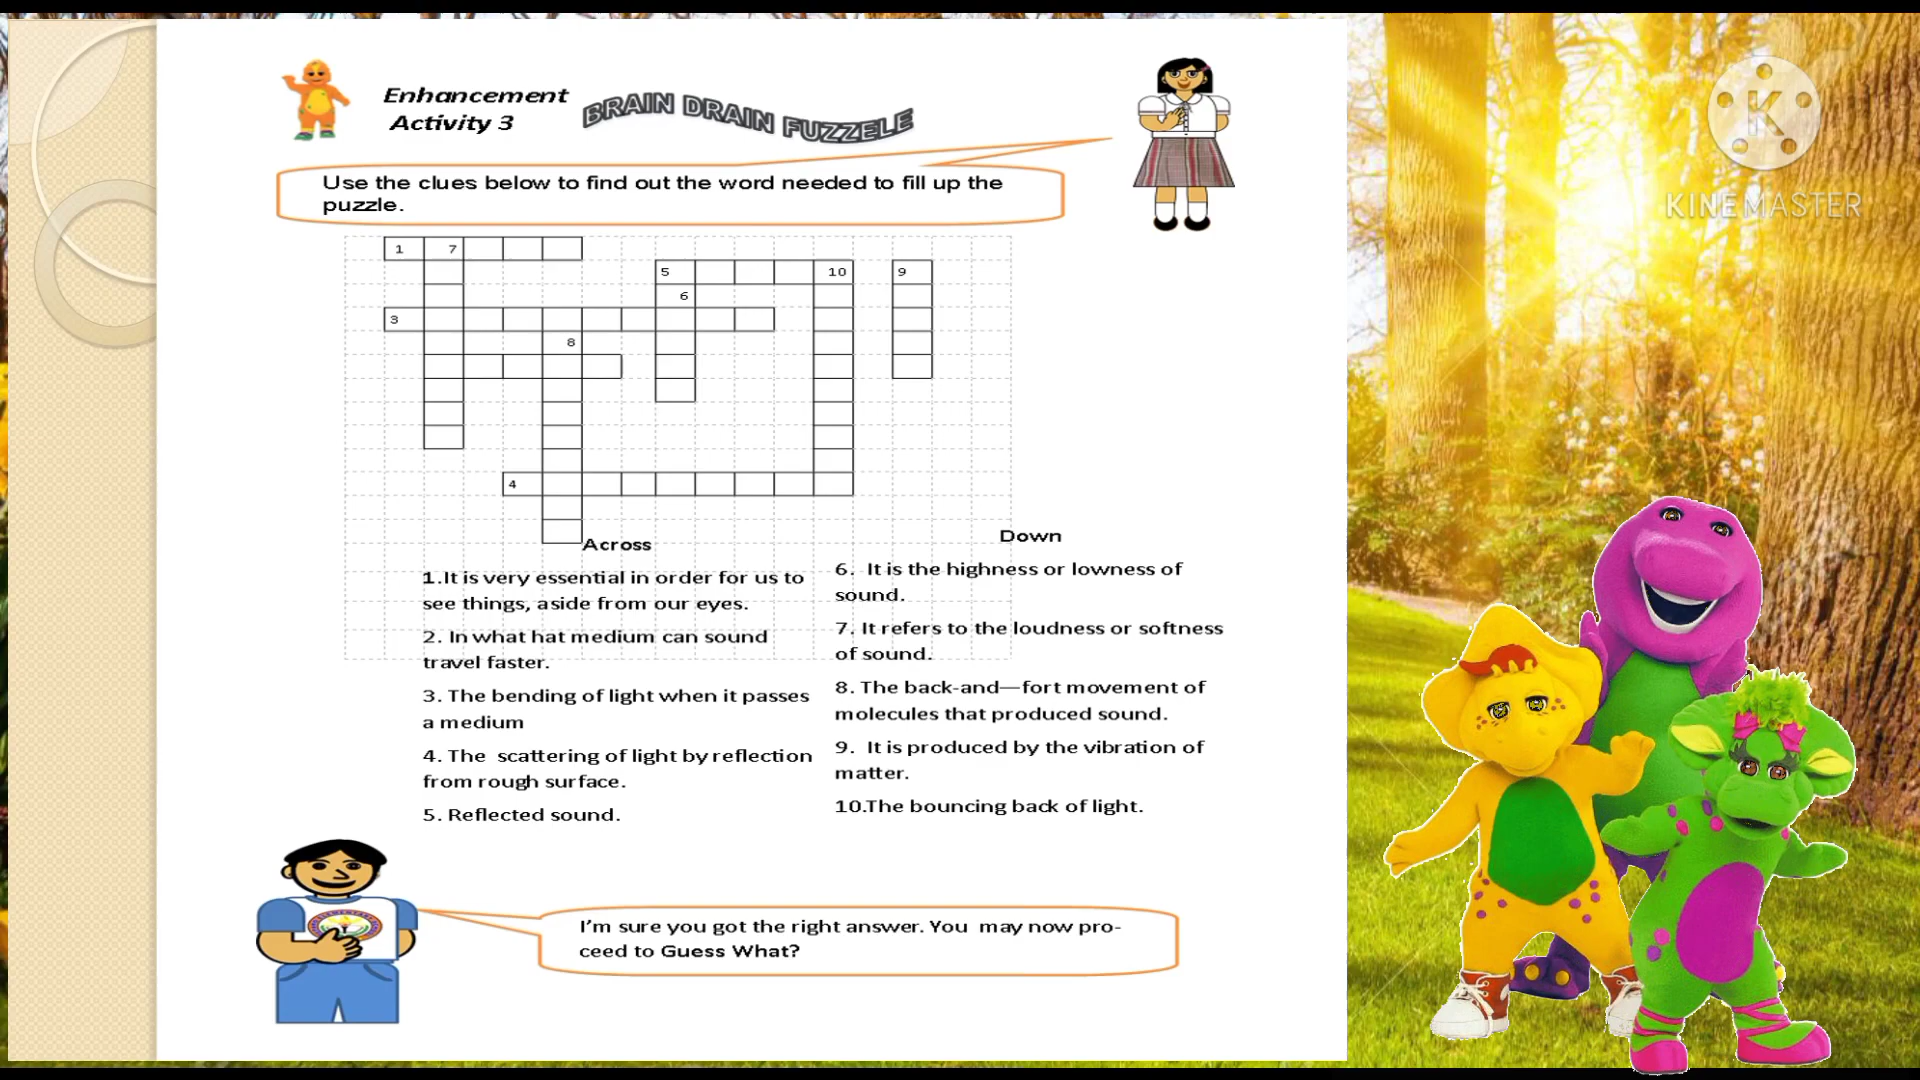 Enhancement
Activity 3
BRAIN DRAIN FUZZELE
Use the clues below to find out the word needed to fill up the
puzzle.
1 7
5 10 9
6
3
8
4
Across
1.It is very essential in order for us to
see things, aside from our eyes.
2. In what hat medium can sound
travel faster.
3. The bending of light when it passes
a medium
4. The scattering of light by reflection
from rough surface.
5. Reflected sound.
Down
6. It is the highness or lowness of
sound.
7. It refers to the loudness or softness
of sound.
8. The back-and—fort movement of
molecules that produced sound.
9. It is produced by the vibration of
matter.
10.The bouncing back of light.
I'm sure you got the right answer. You may now pro-
ceed to Guess What?
K
KINEMASTER